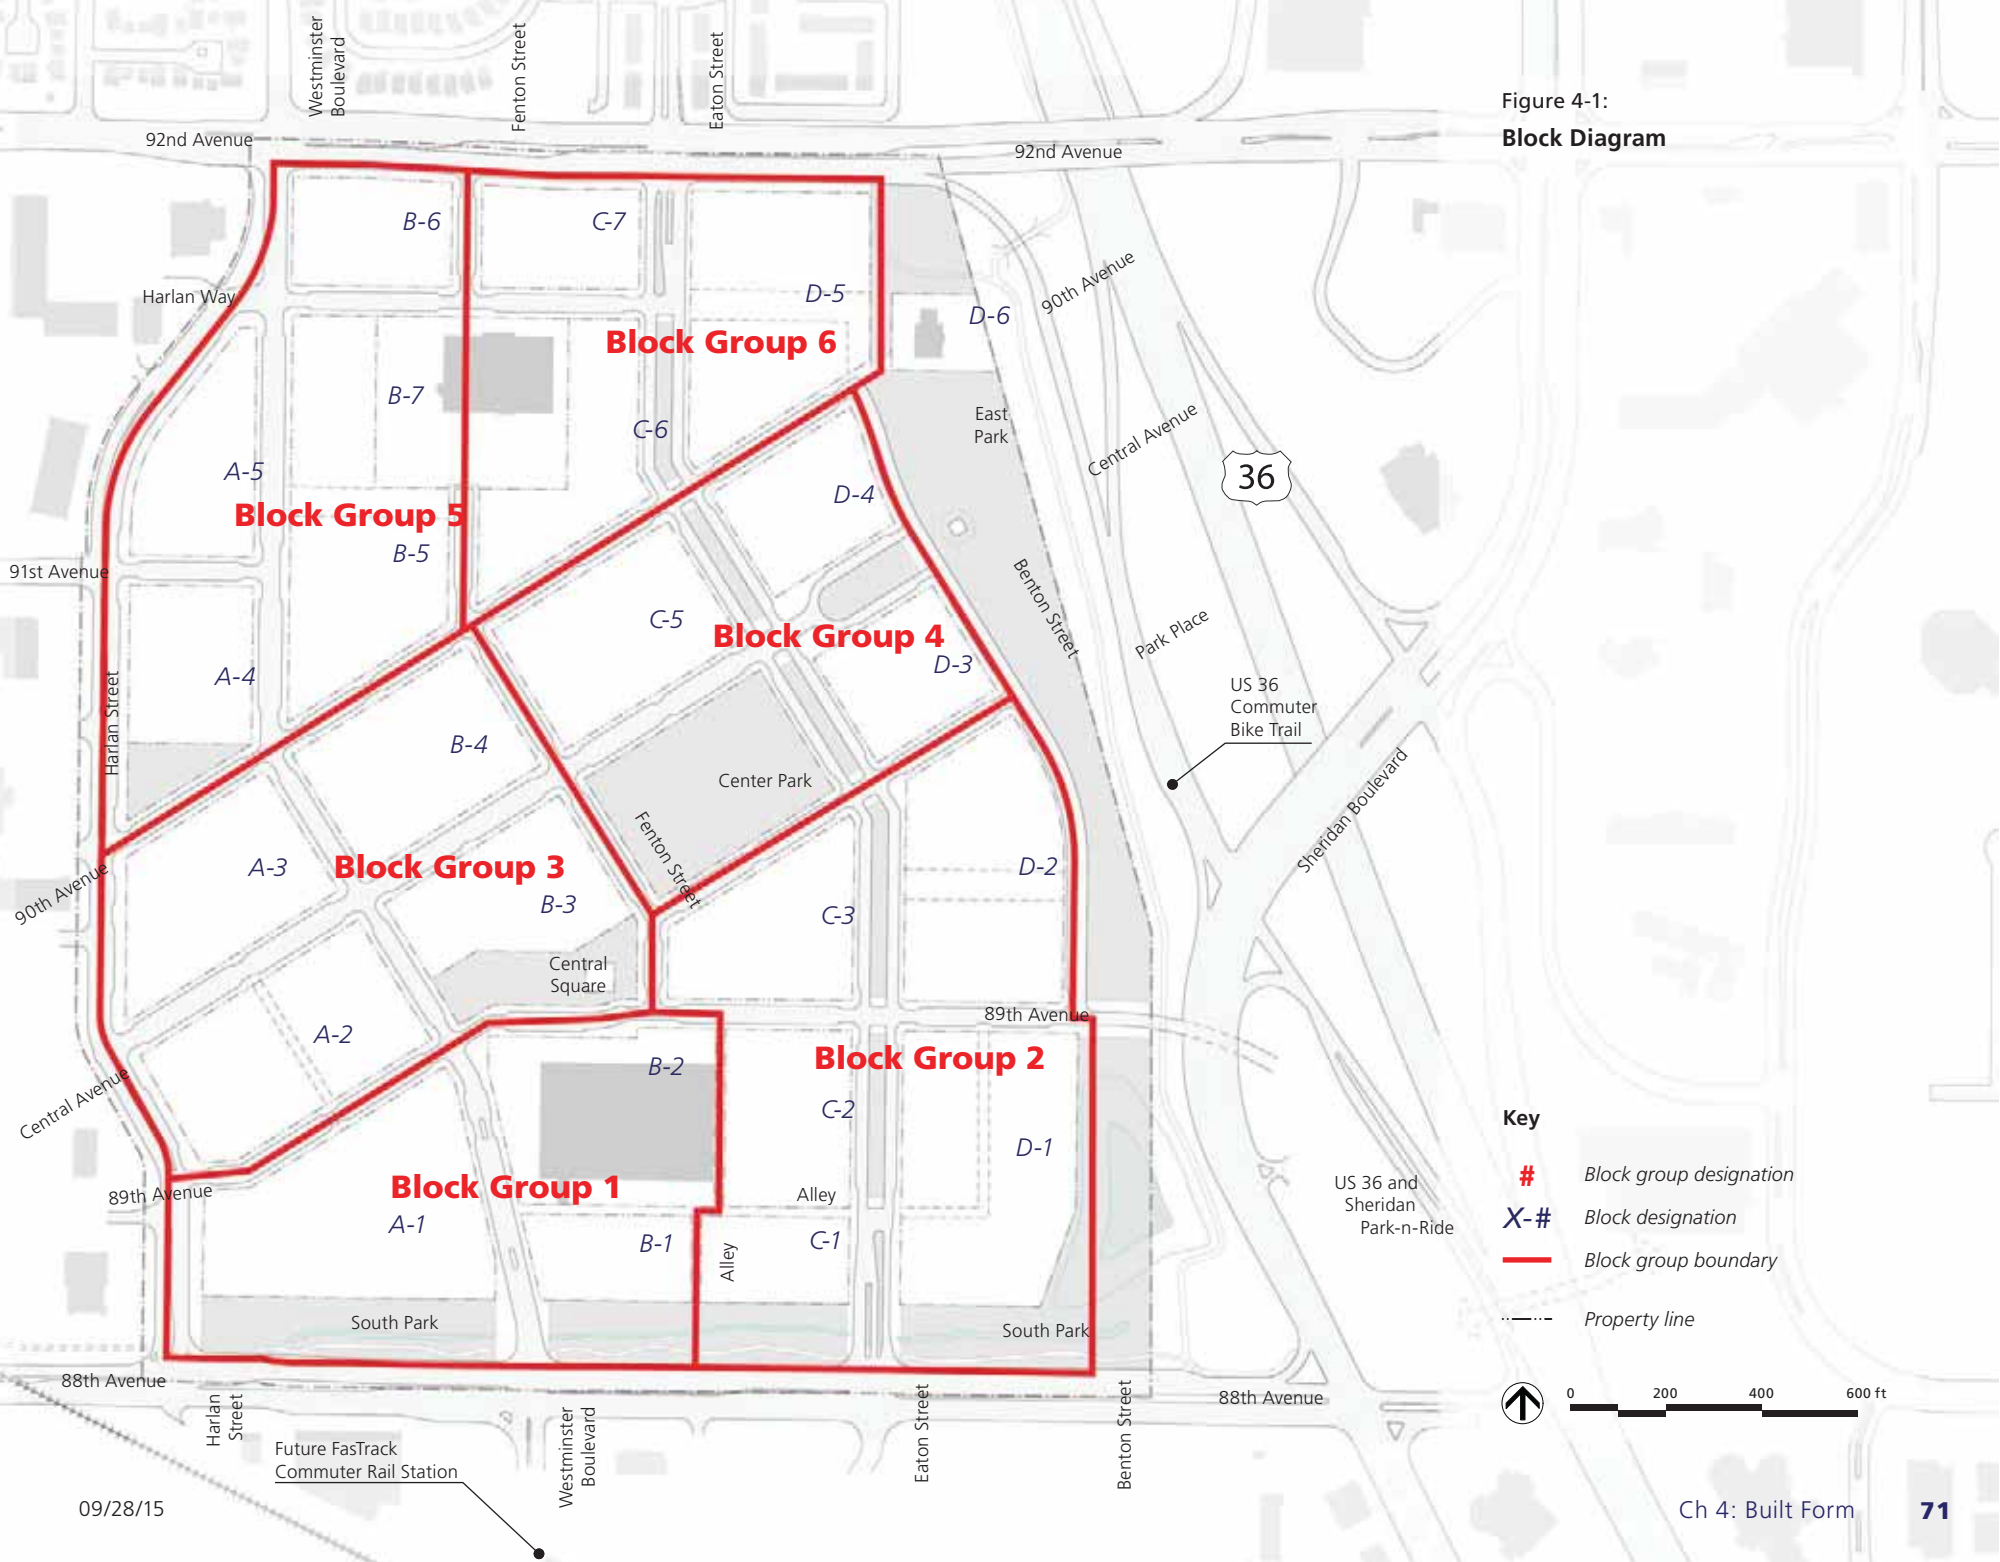 Westminster
Boulevard
Fenton Street
Eaton Street
Figure 4-1:
Block Diagram
92nd Avenue
92nd Avenue
B-6
C-7
Harlan Way
D-5
D-6
90th Avenue
Block Group 6
B-7
C-6
East
Park
Central Avenue
A-5
36
D-4
Block Group 5
B-5
91st Avenue
Benton Street
C-5
Block Group 4
Park Place
D-3
A-4
Harlan Street
US 36
Commuter
Bike Trail
B-4
Center Park
Sheridan Boulevard
Fenton Street
A-3
Block Group 3
D-2
90th Avenue
B-3
C-3
Central
Square
89th Avenue
A-2
Block Group 2
B-2
Central Avenue
C-2
D-1
Key
#
Block group designation
X-#
Block designation
Block group boundary
Property line
89th Avenue
Block Group 1
A-1
Alley
B-1
Alley
C-1
US 36 and
Sheridan
Park-n-Ride
South Park
South Park
88th Avenue
88th Avenue
0 200 400 600 ft
Harlan
Street
Westminster
Boulevard
Eaton Street
Benton Street
Future FasTrack
Commuter Rail Station
09/28/15
Ch 4: Built Form 71